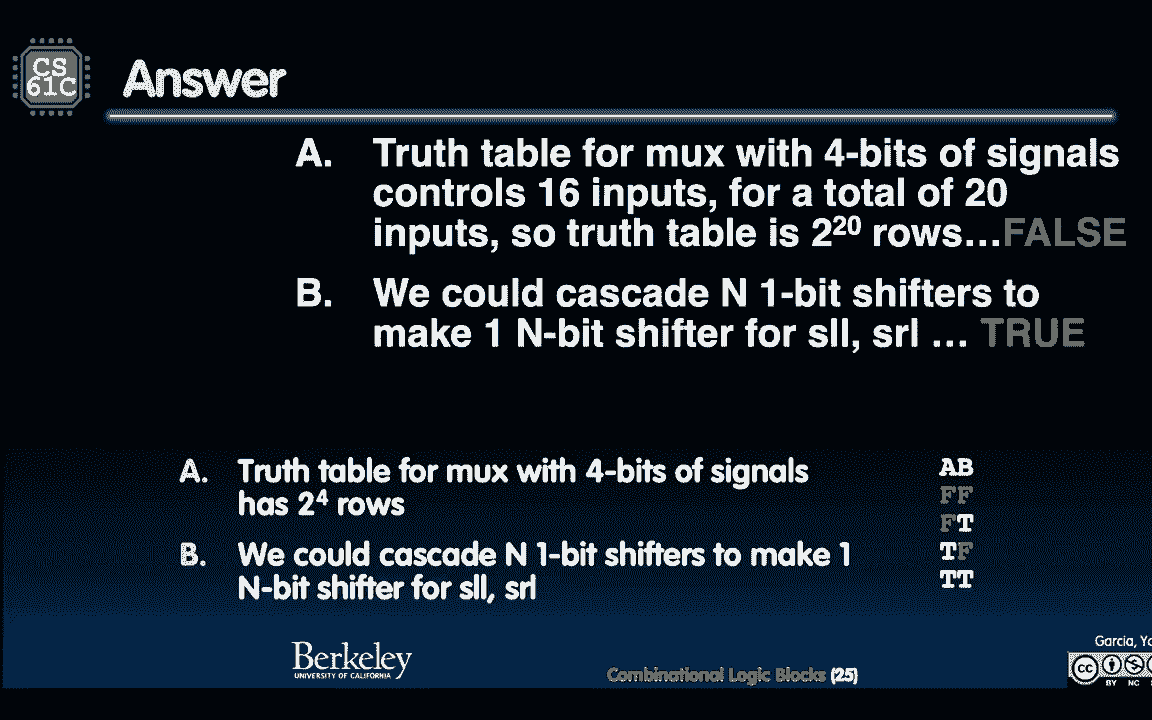 CS
61C
Answer
A. Truth table for mux with 4-bits of signals
controls 16 inputs, for a total of 20
inputs, so truth table is 2²⁰ rows...FALSE
B. We could cascade N 1-bit shifters to
make 1 N-bit shifter for sll, srl ... TRUE
A. Truth table for mux with 4-bits of signals
has 2⁴ rows
B. We could cascade N 1-bit shifters to make 1
N-bit shifter for sll, srl
AB
FF
FT
TF
TT
Berkeley
UNIVERSITY OF CALIFORNIA
Combinational Logic Blocks (25)
Garcia,
cc
BY NC